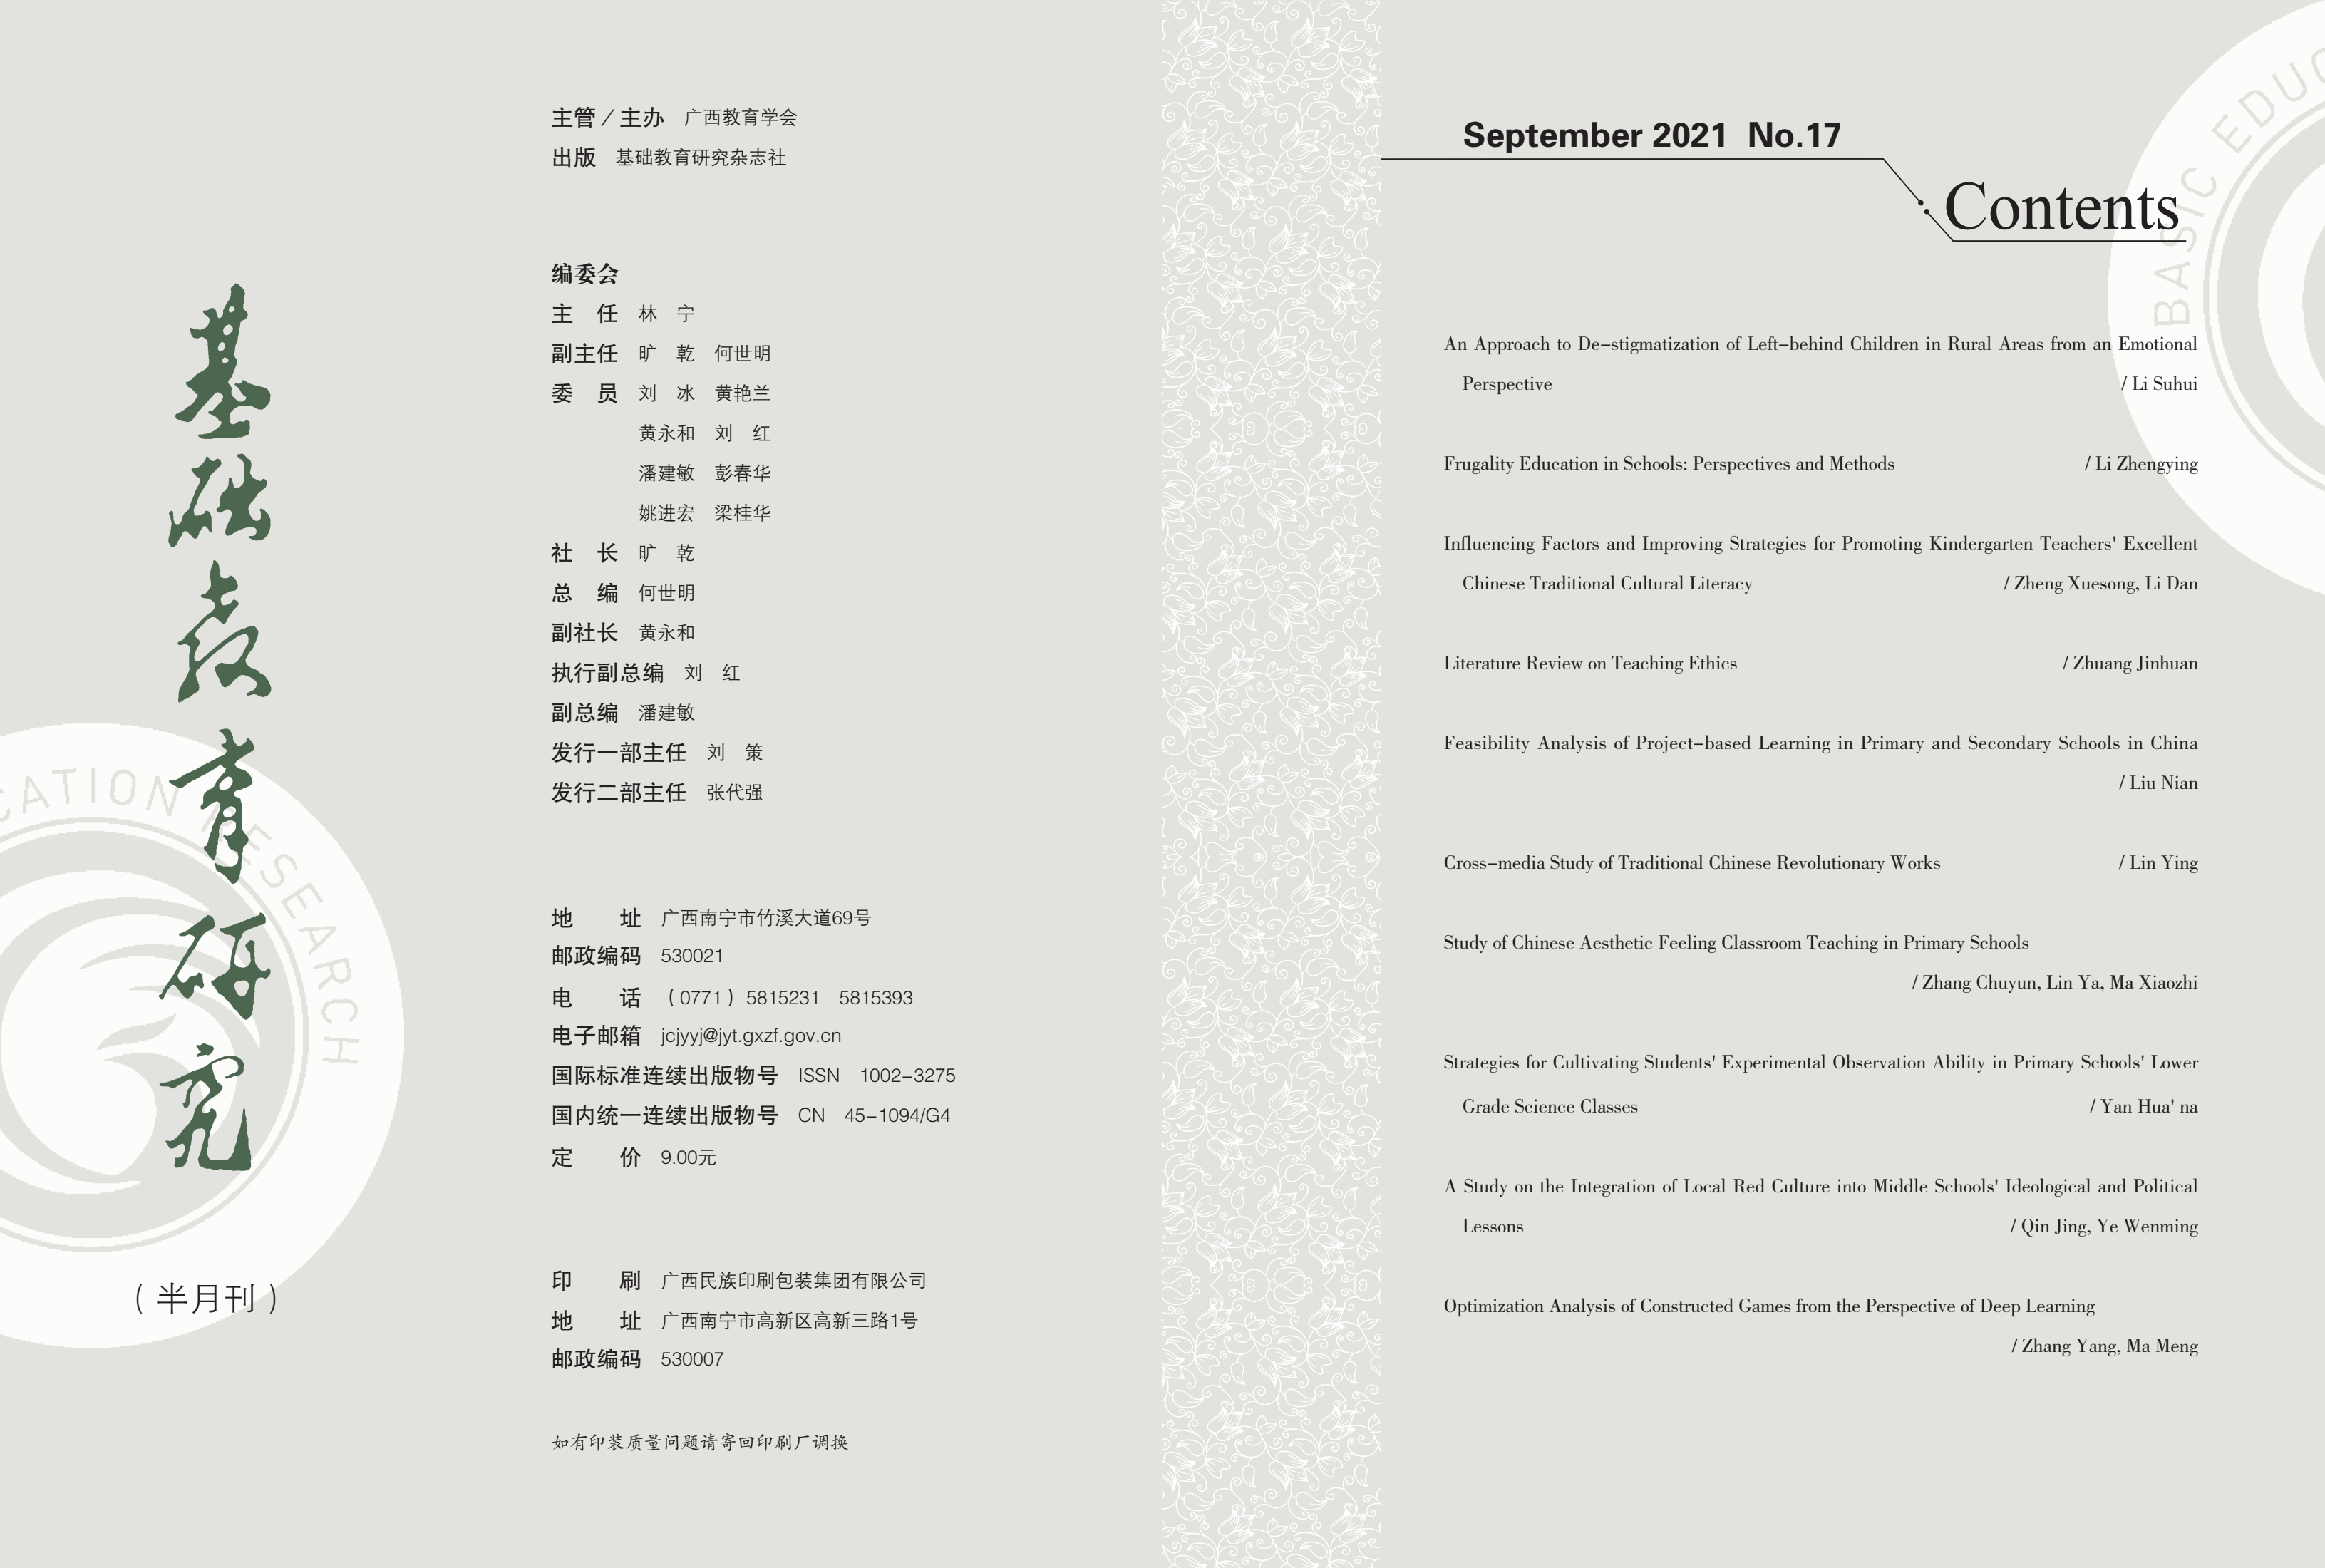 基础教育研究
（半月刊）
CATION RESEARCH
主管／主办 广西教育学会
出版 基础教育研究杂志社
编委会
主 任 林 宁
副主任 旷 乾 何世明
委 员 刘 冰 黄艳兰
黄永和 刘 红
潘建敏 彭春华
姚进宏 梁桂华
社 长 旷 乾
总 编 何世明
副社长 黄永和
执行副总编 刘 红
副总编 潘建敏
发行一部主任 刘 策
发行二部主任 张代强
地 址 广西南宁市竹溪大道69号
邮政编码 530021
电 话 （0771）5815231 5815393
电子邮箱 jcjyyj@jyt.gxzf.gov.cn
国际标准连续出版物号 ISSN 1002-3275
国内统一连续出版物号 CN 45-1094/G4
定 价 9.00元
印 刷 广西民族印刷包装集团有限公司
地 址 广西南宁市高新区高新三路1号
邮政编码 530007
如有印装质量问题请寄回印刷厂调换
September 2021 No.17
Contents
BASIC EDUC
An Approach to De-stigmatization of Left-behind Children in Rural Areas from an Emotional
Perspective / Li Suhui
Frugality Education in Schools: Perspectives and Methods / Li Zhengying
Influencing Factors and Improving Strategies for Promoting Kindergarten Teachers' Excellent
Chinese Traditional Cultural Literacy / Zheng Xuesong, Li Dan
Literature Review on Teaching Ethics / Zhuang Jinhuan
Feasibility Analysis of Project-based Learning in Primary and Secondary Schools in China
/ Liu Nian
Cross-media Study of Traditional Chinese Revolutionary Works / Lin Ying
Study of Chinese Aesthetic Feeling Classroom Teaching in Primary Schools
/ Zhang Chuyun, Lin Ya, Ma Xiaozhi
Strategies for Cultivating Students' Experimental Observation Ability in Primary Schools' Lower
Grade Science Classes / Yan Hua' na
A Study on the Integration of Local Red Culture into Middle Schools' Ideological and Political
Lessons / Qin Jing, Ye Wenming
Optimization Analysis of Constructed Games from the Perspective of Deep Learning
/ Zhang Yang, Ma Meng